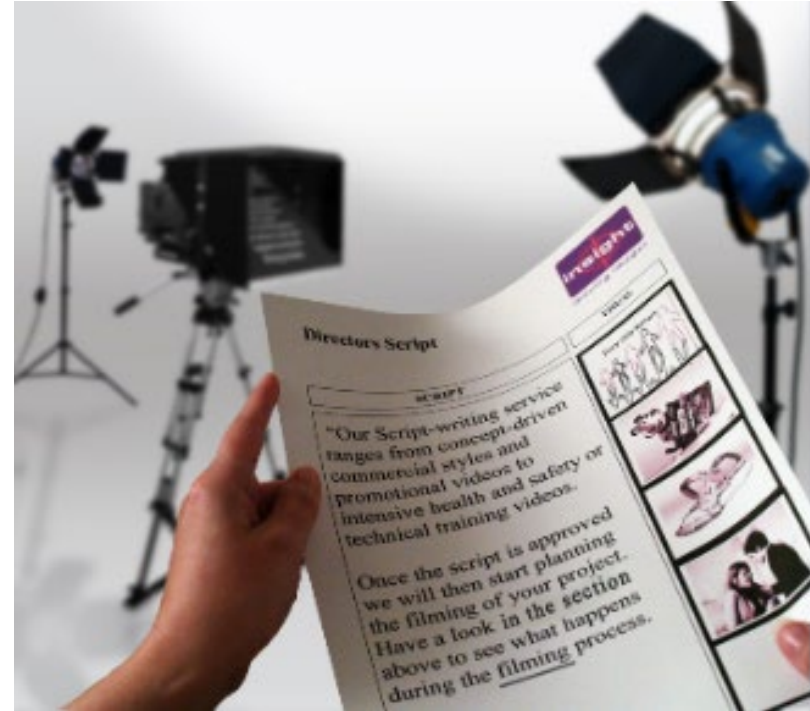 insight
Directors Script
SCRIPT
"Our Script-writing service
ranges from concept-driven
commercial styles and
promotional videos to
intensive health and safety or
technical training videos.
Once the script is approved
we will then start planning
the filming of your project.
Have a look in the section
above to see what happens
during the filming process.